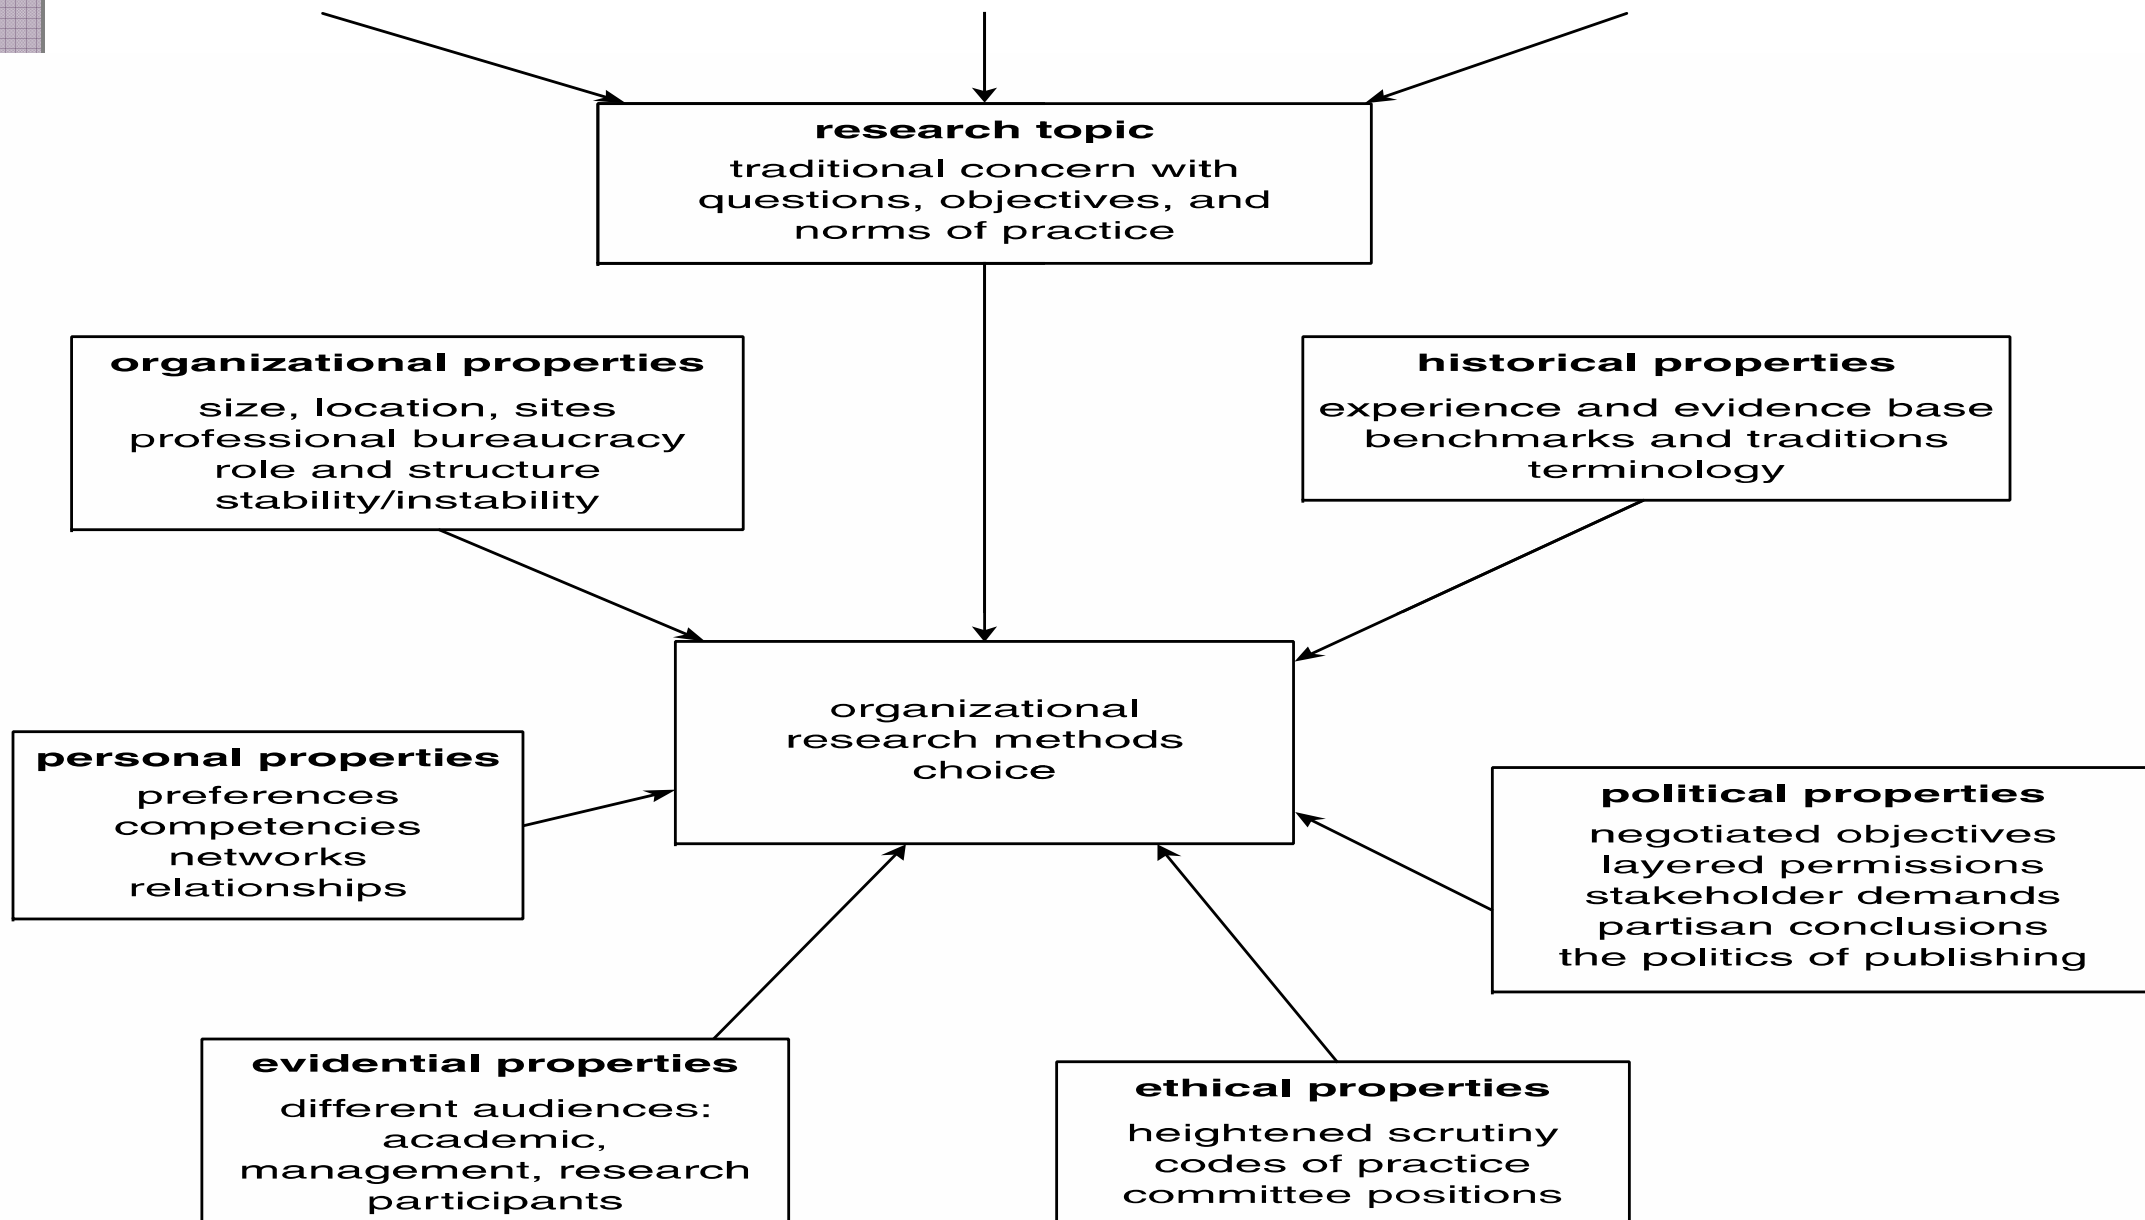 research topic
traditional concern with
questions, objectives, and
norms of practice
organizational properties
size, location, sites
professional bureaucracy
role and structure
stability/instability
historical properties
experience and evidence base
benchmarks and traditions
terminology
organizational
research methods
choice
personal properties
preferences
competencies
networks
relationships
political properties
negotiated objectives
layered permissions
stakeholder demands
partisan conclusions
the politics of publishing
evidential properties
different audiences:
academic,
management, research
participants
ethical properties
heightened scrutiny
codes of practice
committee positions